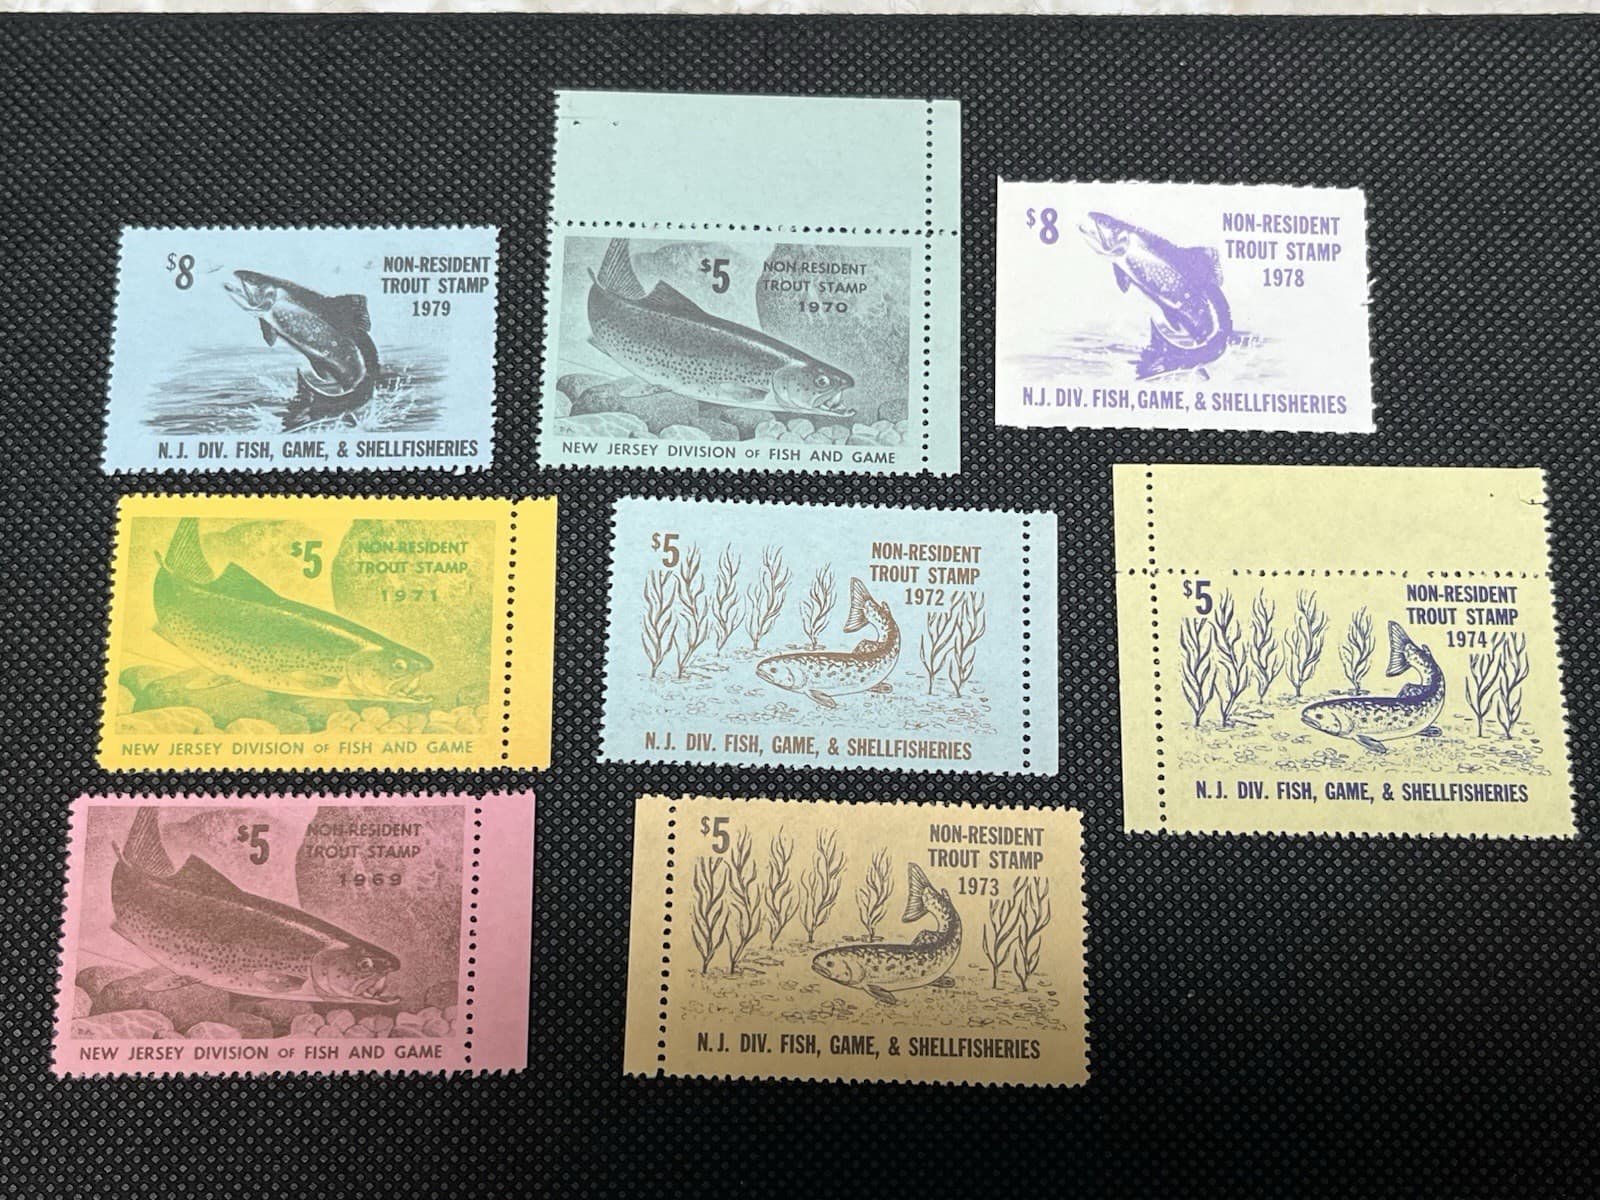 $8
NON-RESIDENT
TROUT STAMP
1979
N.J. DIV. FISH, GAME, & SHELLFISHERIES
$5
NON-RESIDENT
TROUT STAMP
1970
NEW JERSEY DIVISION OF FISH AND GAME
$8
NON-RESIDENT
TROUT STAMP
1978
N.J. DIV. FISH, GAME, & SHELLFISHERIES
$5
NON-RESIDENT
TROUT STAMP
1971
NEW JERSEY DIVISION OF FISH AND GAME
$5
NON-RESIDENT
TROUT STAMP
1972
N.J. DIV. FISH, GAME, & SHELLFISHERIES
$5
NON-RESIDENT
TROUT STAMP
1974
N.J. DIV. FISH, GAME, & SHELLFISHERIES
$5
NON-RESIDENT
TROUT STAMP
1969
NEW JERSEY DIVISION OF FISH AND GAME
$5
NON-RESIDENT
TROUT STAMP
1973
N.J. DIV. FISH, GAME, & SHELLFISHERIES